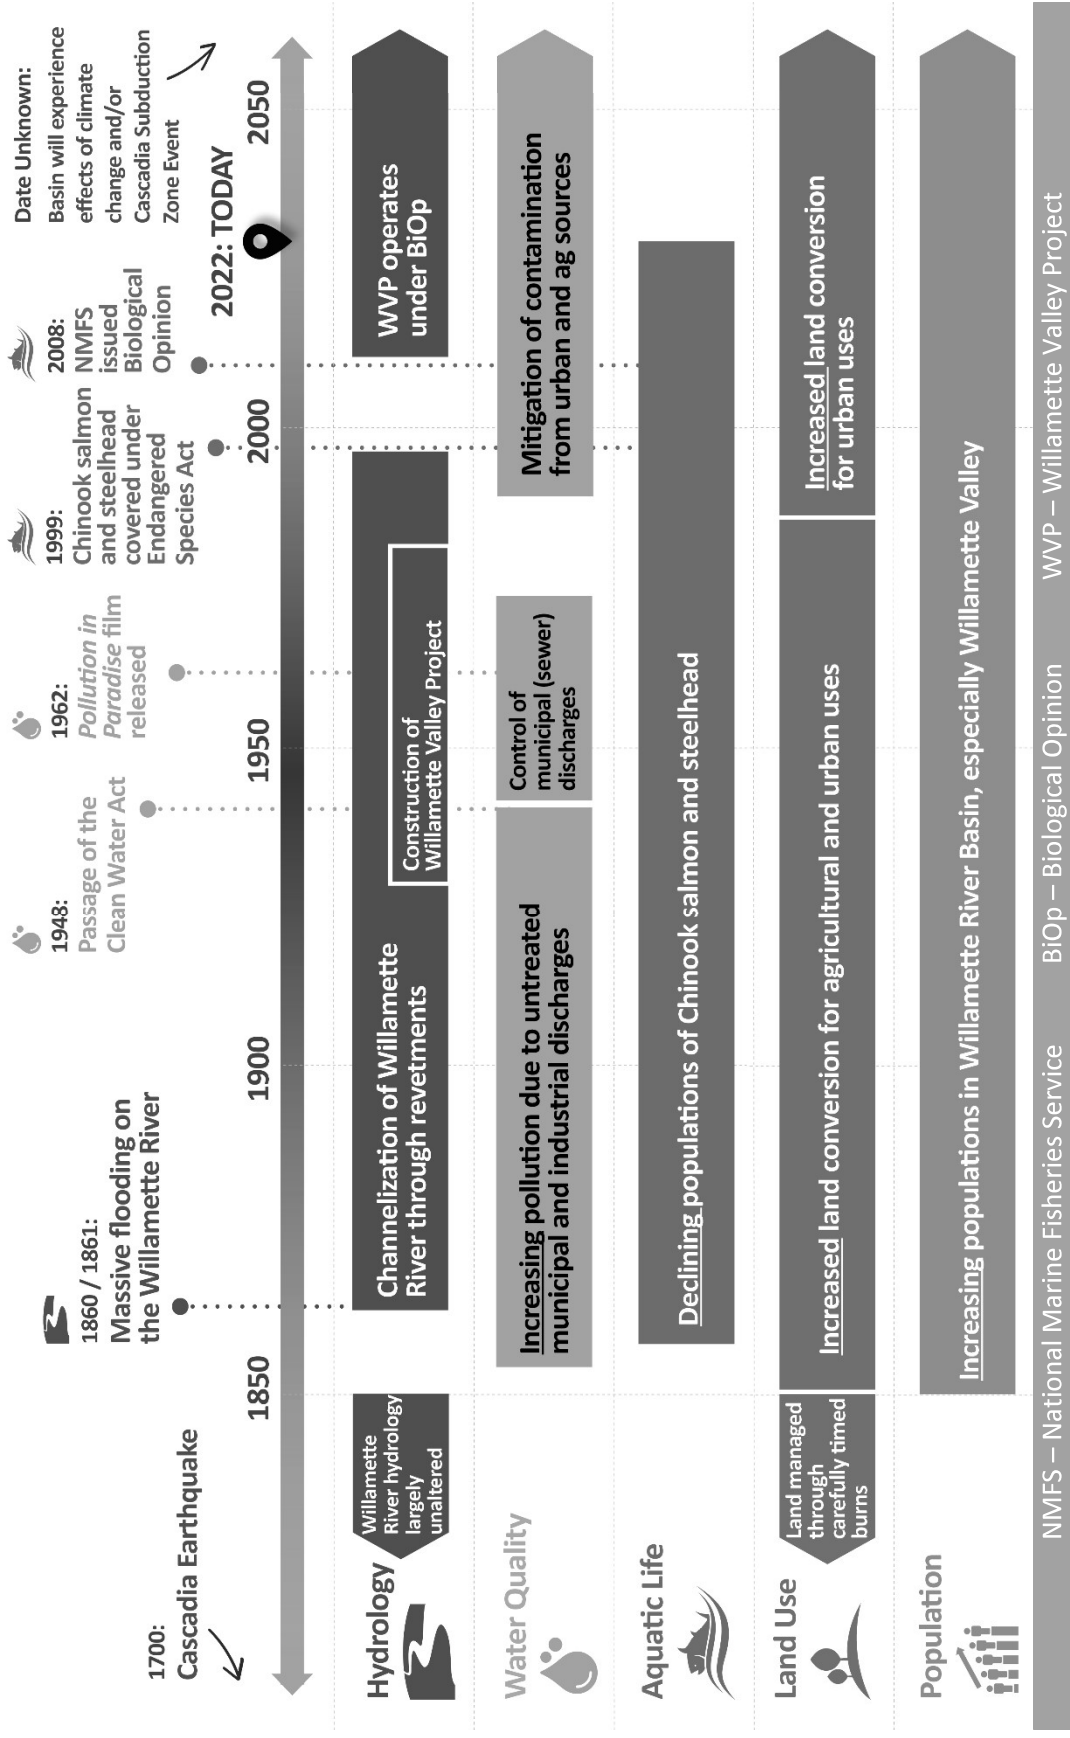 1700:
Cascadia Earthquake
1860 / 1861:
Massive flooding on
the Willamette River
1948:
Passage of the
Clean Water Act
1962:
Pollution in
Paradise film
released
1999:
Chinook salmon
and steelhead
covered under
Endangered
Species Act
2008:
NMFS
issued
Biological
Opinion
2022: TODAY
Date Unknown:
Basin will experience
effects of climate
change and/or
Cascadia Subduction
Zone Event
1850
1900
1950
2000
2050
Hydrology
Willamette
River hydrology
largely
unaltered
Channelization of Willamette
River through revetments
Construction of
Willamette Valley Project
WVP operates
under BiOp
Water Quality
Increasing pollution due to untreated
municipal and industrial discharges
Control of
municipal (sewer)
discharges
Mitigation of contamination
from urban and ag sources
Aquatic Life
Declining populations of Chinook salmon and steelhead
Land Use
Land managed
through
carefully timed
burns
Increased land conversion for agricultural and urban uses
Increased land conversion
for urban uses
Population
Increasing populations in Willamette River Basin, especially Willamette Valley
NMFS – National Marine Fisheries Service
BiOp – Biological Opinion
WVP – Willamette Valley Project